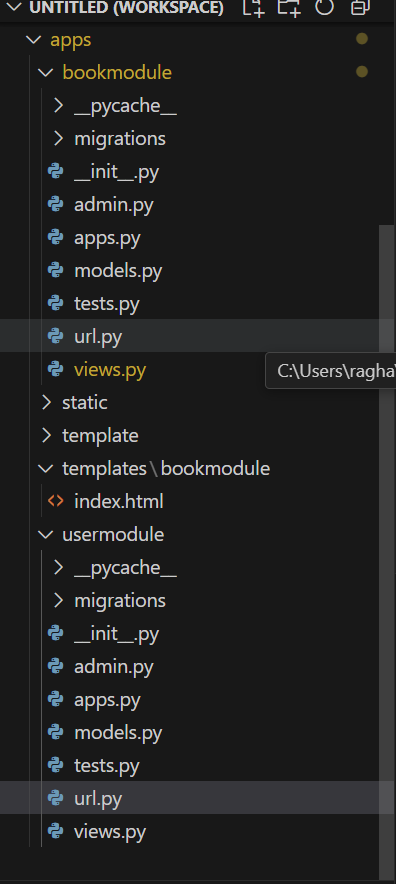 UNTITLED (WORKSPACE)
apps
bookmodule
__pycache__
migrations
__init__.py
admin.py
apps.py
models.py
tests.py
url.py
views.py
C:\Users\ragha
static
template
templates\bookmodule
index.html
usermodule
__pycache__
migrations
__init__.py
admin.py
apps.py
models.py
tests.py
url.py
views.py